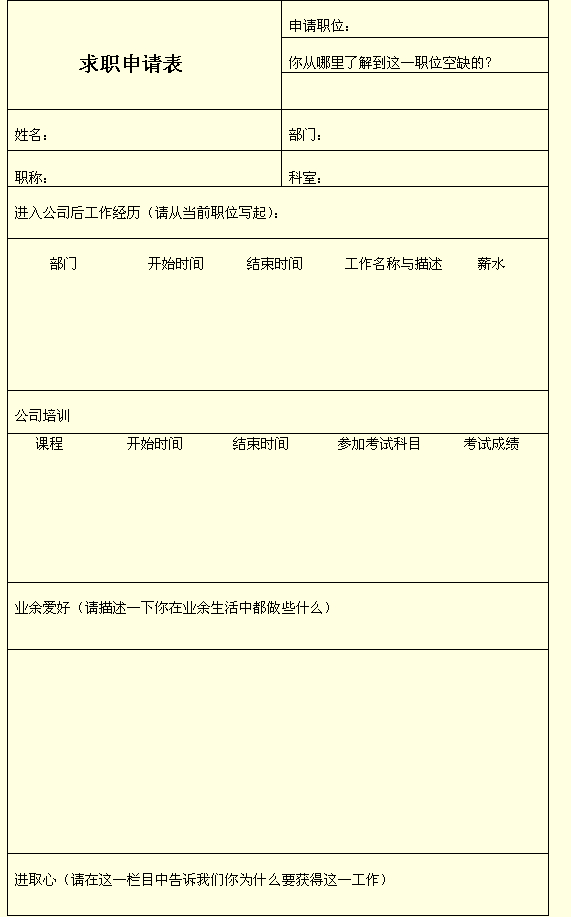 求职申请表
申请职位：
你从哪里了解到这一职位空缺的？
姓名： 部门：
职称： 科室：
进入公司后工作经历（请从当前职位写起）：
部门 开始时间 结束时间 工作名称与描述 薪水
公司培训
课程 开始时间 结束时间 参加考试科目 考试成绩
业余爱好（请描述一下你在业余生活中都做些什么）
进取心（请在这一栏目中告诉我们你为什么要获得这一工作）